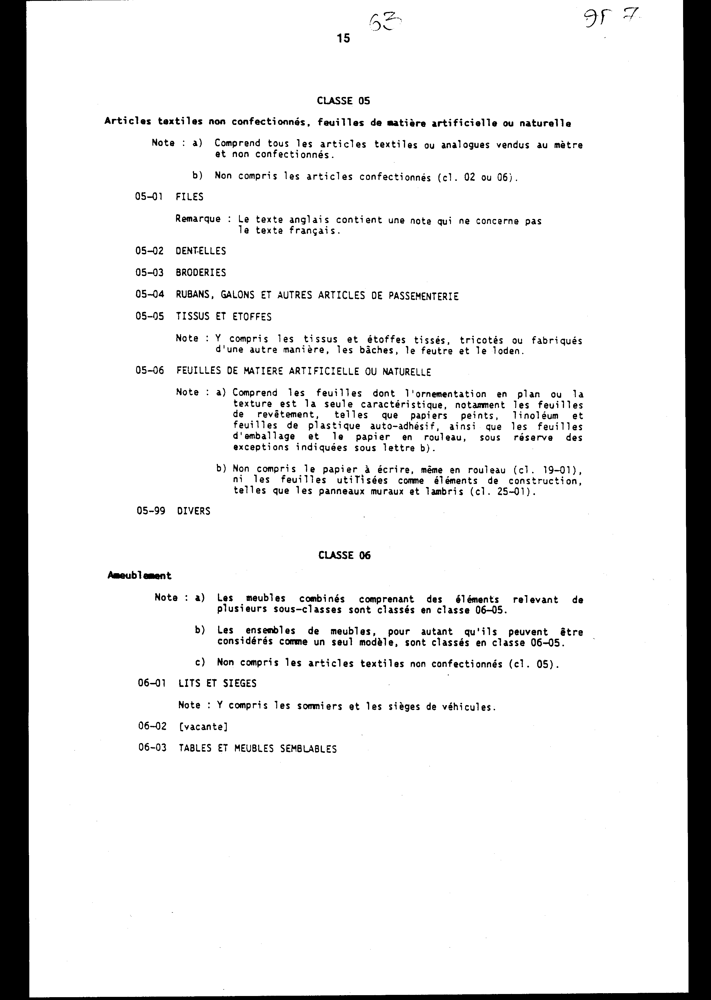 63
95 7
15
CLASSE 05
Articles textiles non confectionnés, feuilles de matière artificielle ou naturelle
Note : a) Comprend tous les articles textiles ou analogues vendus au mètre
et non confectionnés.
b) Non compris les articles confectionnés (cl. 02 ou 06).
05-01 FILES
Remarque : Le texte anglais contient une note qui ne concerne pas
le texte français.
05-02 DENTELLES
05-03 BRODERIES
05-04 RUBANS, GALONS ET AUTRES ARTICLES DE PASSEMENTERIE
05-05 TISSUS ET ETOFFES
Note : Y compris les tissus et étoffes tissés, tricotés ou fabriqués
d'une autre manière, les bâches, le feutre et le loden.
05-06 FEUILLES DE MATIERE ARTIFICIELLE OU NATURELLE
Note : a) Comprend les feuilles dont l'ornementation en plan ou la
texture est la seule caractéristique, notamment les feuilles
de revêtement, telles que papiers peints, linoléum et
feuilles de plastique auto-adhésif, ainsi que les feuilles
d'emballage et le papier en rouleau, sous réserve des
exceptions indiquées sous lettre b).
b) Non compris le papier à écrire, même en rouleau (cl. 19-01),
ni les feuilles utilisées comme éléments de construction,
telles que les panneaux muraux et lambris (cl. 25-01).
05-99 DIVERS
CLASSE 06
Ameublement
Note : a) Les meubles combinés comprenant des éléments relevant de
plusieurs sous-classes sont classés en classe 06-05.
b) Les ensembles de meubles, pour autant qu'ils peuvent être
considérés comme un seul modèle, sont classés en classe 06-05.
c) Non compris les articles textiles non confectionnés (cl. 05).
06-01 LITS ET SIEGES
Note : Y compris les sommiers et les sièges de véhicules.
06-02 [vacante]
06-03 TABLES ET MEUBLES SEMBLABLES